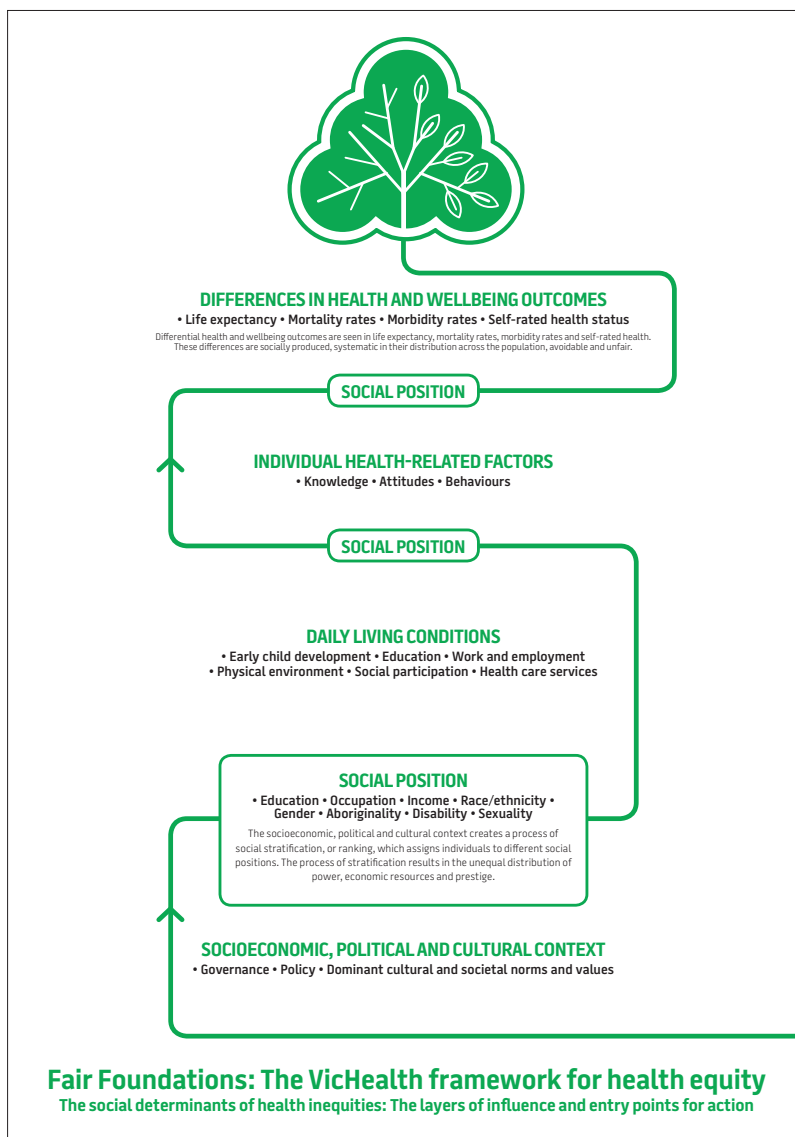 DIFFERENCES IN HEALTH AND WELLBEING OUTCOMES
• Life expectancy • Mortality rates • Morbidity rates • Self-rated health status
Differential health and wellbeing outcomes are seen in life expectancy, mortality rates, morbidity rates and self-rated health.
These differences are socially produced, systematic in their distribution across the population, avoidable and unfair.
SOCIAL POSITION
INDIVIDUAL HEALTH-RELATED FACTORS
• Knowledge • Attitudes • Behaviours
SOCIAL POSITION
DAILY LIVING CONDITIONS
• Early child development • Education • Work and employment
• Physical environment • Social participation • Health care services
SOCIAL POSITION
• Education • Occupation • Income • Race/ethnicity •
Gender • Aboriginality • Disability • Sexuality
The socioeconomic, political and cultural context creates a process of
social stratification, or ranking, which assigns individuals to different social
positions. The process of stratification results in the unequal distribution of
power, economic resources and prestige.
SOCIOECONOMIC, POLITICAL AND CULTURAL CONTEXT
• Governance • Policy • Dominant cultural and societal norms and values
Fair Foundations: The VicHealth framework for health equity
The social determinants of health inequities: The layers of influence and entry points for action